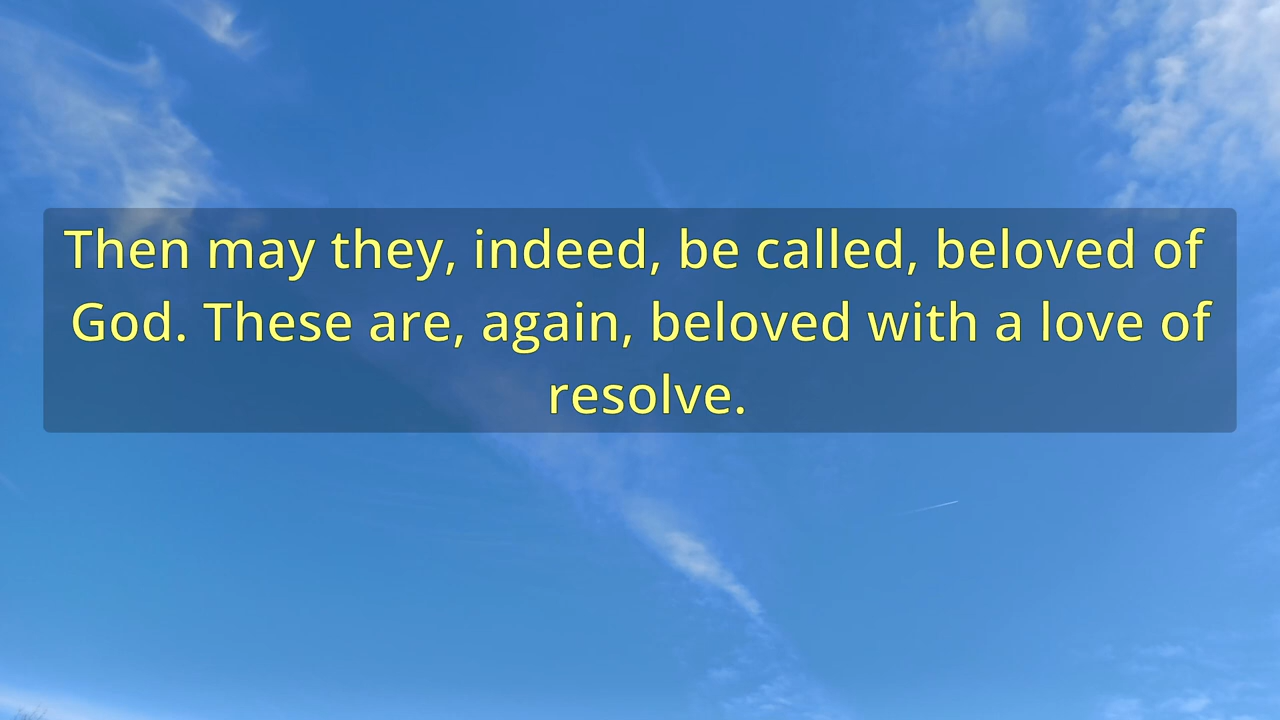 Then may they, indeed, be called, beloved of
God. These are, again, beloved with a love of
resolve.